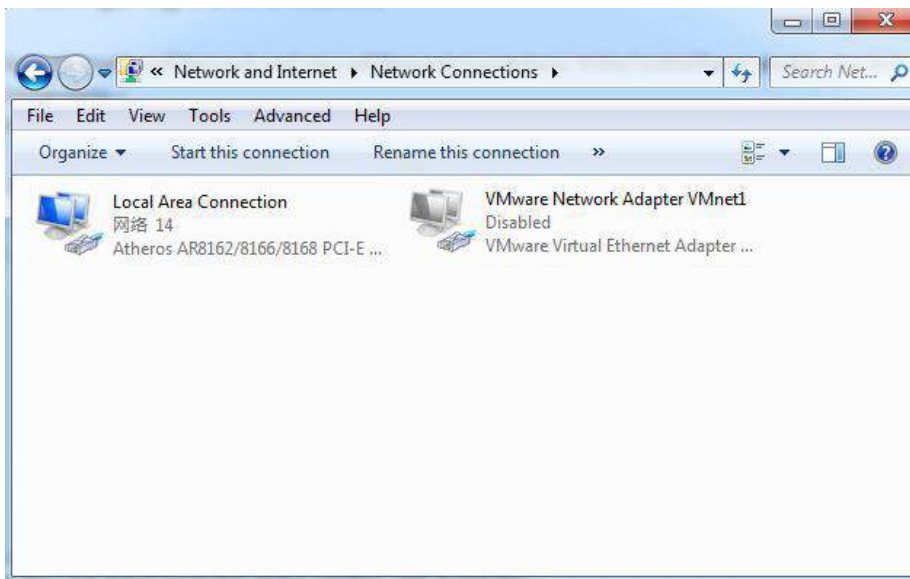 « Network and Internet ▸ Network Connections ▸ Search Net...
File Edit View Tools Advanced Help
Organize ▾ Start this connection Rename this connection »
Local Area Connection
网络 14
Atheros AR8162/8166/8168 PCI-E ...
VMware Network Adapter VMnet1
Disabled
VMware Virtual Ethernet Adapter ...